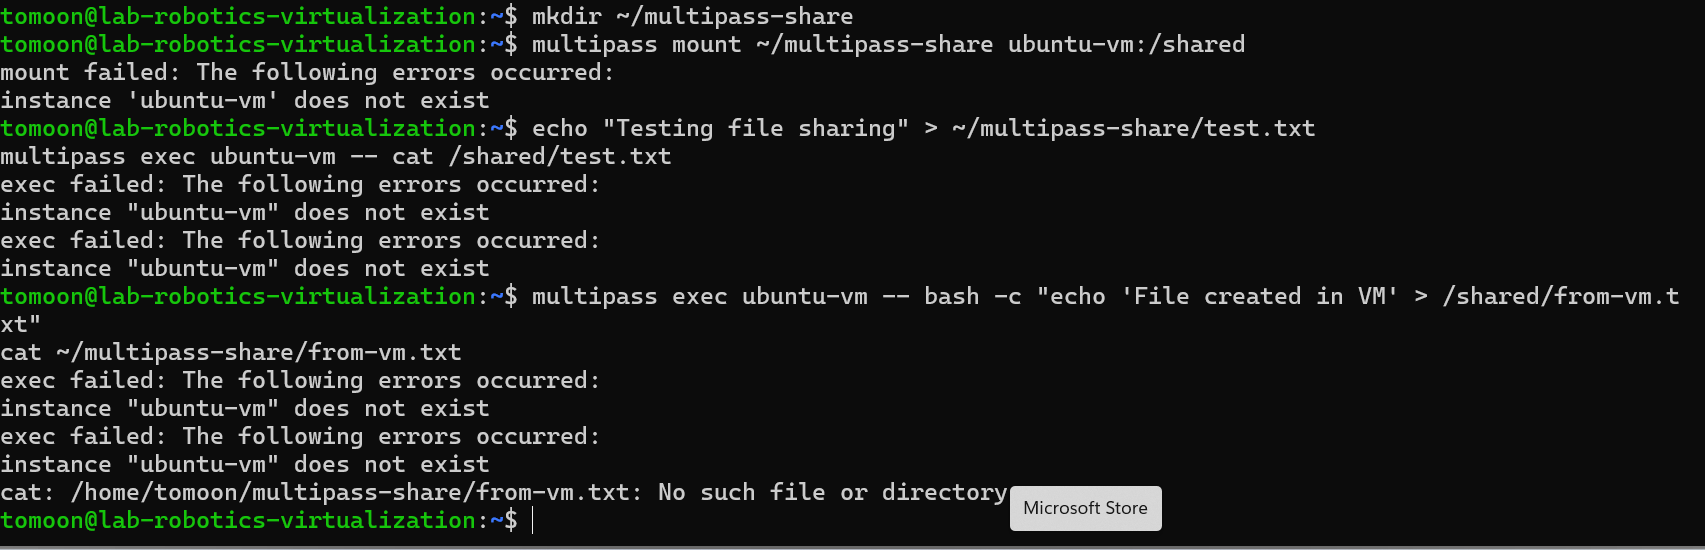 tomoon@lab-robotics-virtualization:~$ mkdir ~/multipass-share
tomoon@lab-robotics-virtualization:~$ multipass mount ~/multipass-share ubuntu-vm:/shared
mount failed: The following errors occurred:
instance 'ubuntu-vm' does not exist
tomoon@lab-robotics-virtualization:~$ echo "Testing file sharing" > ~/multipass-share/test.txt
multipass exec ubuntu-vm -- cat /shared/test.txt
exec failed: The following errors occurred:
instance "ubuntu-vm" does not exist
exec failed: The following errors occurred:
instance "ubuntu-vm" does not exist
tomoon@lab-robotics-virtualization:~$ multipass exec ubuntu-vm -- bash -c "echo 'File created in VM' > /shared/from-vm.t
xt"
cat ~/multipass-share/from-vm.txt
exec failed: The following errors occurred:
instance "ubuntu-vm" does not exist
exec failed: The following errors occurred:
instance "ubuntu-vm" does not exist
cat: /home/tomoon/multipass-share/from-vm.txt: No such file or directory
Microsoft Store
tomoon@lab-robotics-virtualization:~$